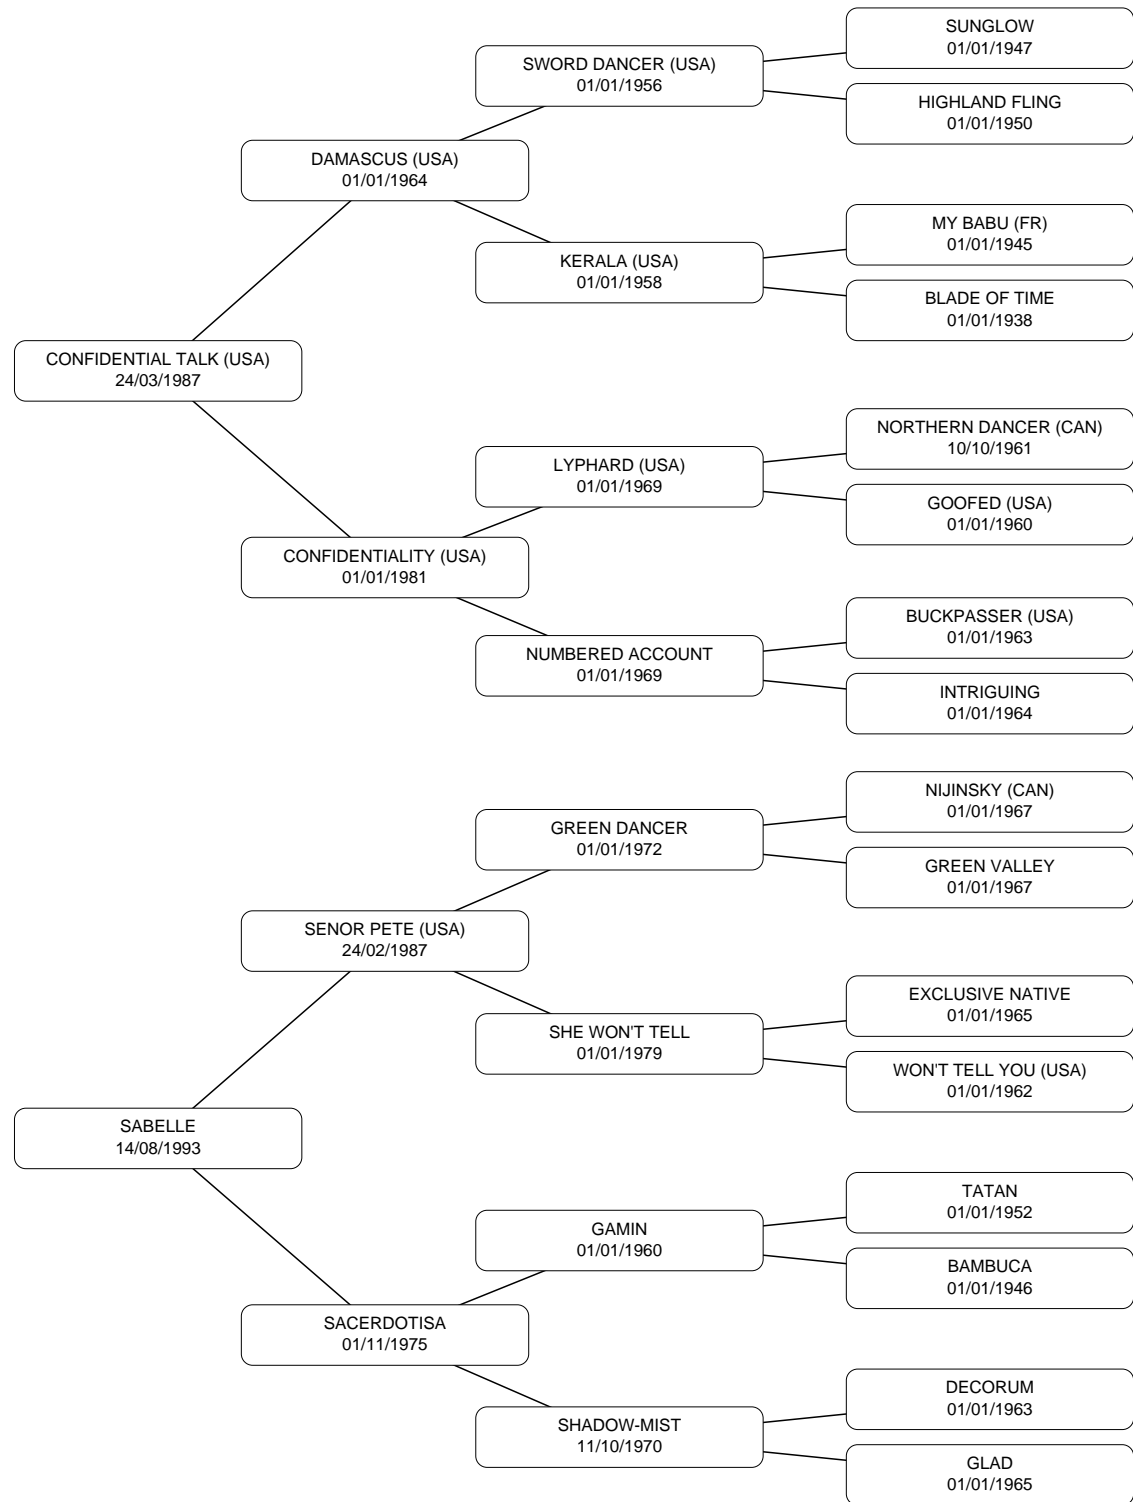 SUNGLOW
01/01/1947
SWORD DANCER (USA)
01/01/1956
HIGHLAND FLING
01/01/1950
DAMASCUS (USA)
01/01/1964
MY BABU (FR)
01/01/1945
KERALA (USA)
01/01/1958
BLADE OF TIME
01/01/1938
CONFIDENTIAL TALK (USA)
24/03/1987
NORTHERN DANCER (CAN)
10/10/1961
LYPHARD (USA)
01/01/1969
GOOFED (USA)
01/01/1960
CONFIDENTIALITY (USA)
01/01/1981
BUCKPASSER (USA)
01/01/1963
NUMBERED ACCOUNT
01/01/1969
INTRIGUING
01/01/1964
NIJINSKY (CAN)
01/01/1967
GREEN DANCER
01/01/1972
GREEN VALLEY
01/01/1967
SENOR PETE (USA)
24/02/1987
EXCLUSIVE NATIVE
01/01/1965
SHE WON'T TELL
01/01/1979
WON'T TELL YOU (USA)
01/01/1962
SABELLE
14/08/1993
TATAN
01/01/1952
GAMIN
01/01/1960
BAMBUCA
01/01/1946
SACERDOTISA
01/11/1975
DECORUM
01/01/1963
SHADOW-MIST
11/10/1970
GLAD
01/01/1965